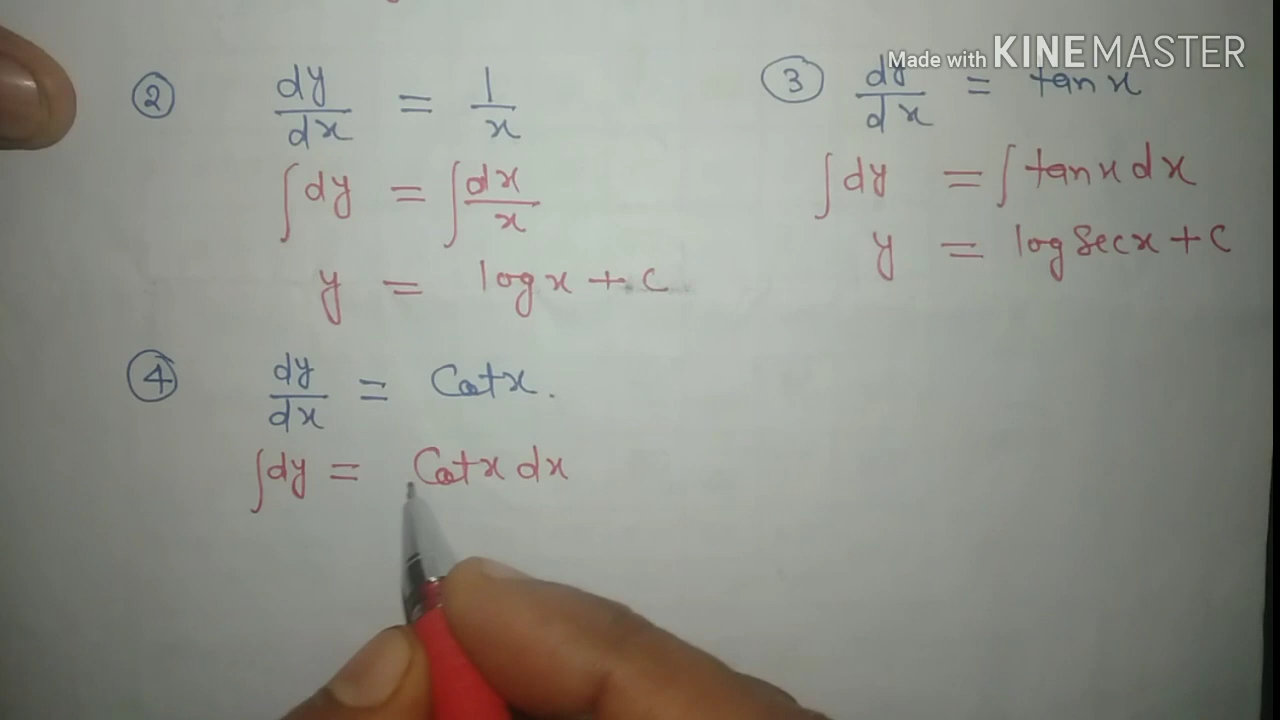 Made with KINEMASTER
② dy/dx = 1/x
∫dy = ∫dx/x
y = log x + c
③ dy/dx = tan x
∫dy = ∫tan x dx
y = log Sec x + c
④ dy/dx = Cot x.
∫dy = Cot x dx